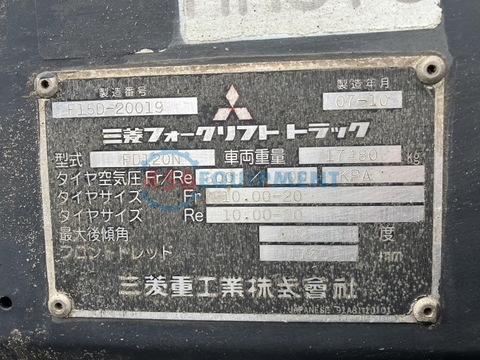 製造番号 製造年月
F15D-20019 07-10
三菱フォークリフト トラック
型式 車両重量 17780 kg
タイヤ空気圧 Fr/Re KPA
タイヤサイズ Fr 10.00-20
タイヤサイズ Re 10.00-20
最大後傾角 度
フロントトレッド mm
三菱重工業株式会社
JAPANESE
EQUIPMENT